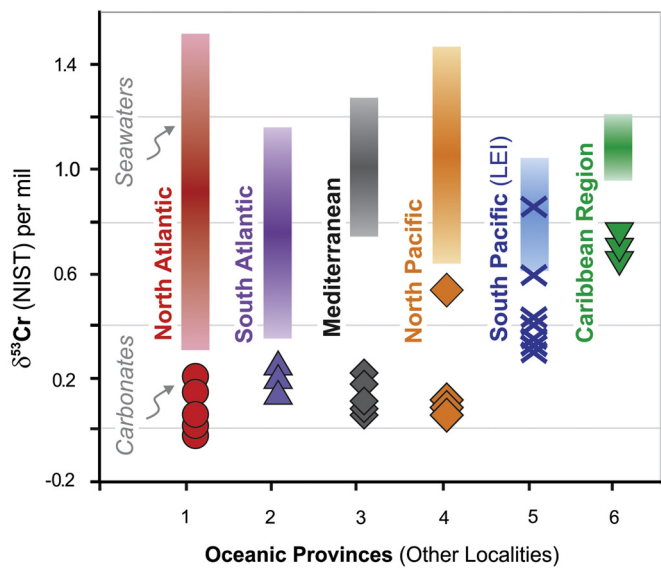 δ⁵³Cr (NIST) per mil
1.4
1.0
0.6
0.2
-0.2
Seawaters
Carbonates
North Atlantic
South Atlantic
Mediterranean
North Pacific
South Pacific (LEI)
Caribbean Region
1 2 3 4 5 6
Oceanic Provinces (Other Localities)